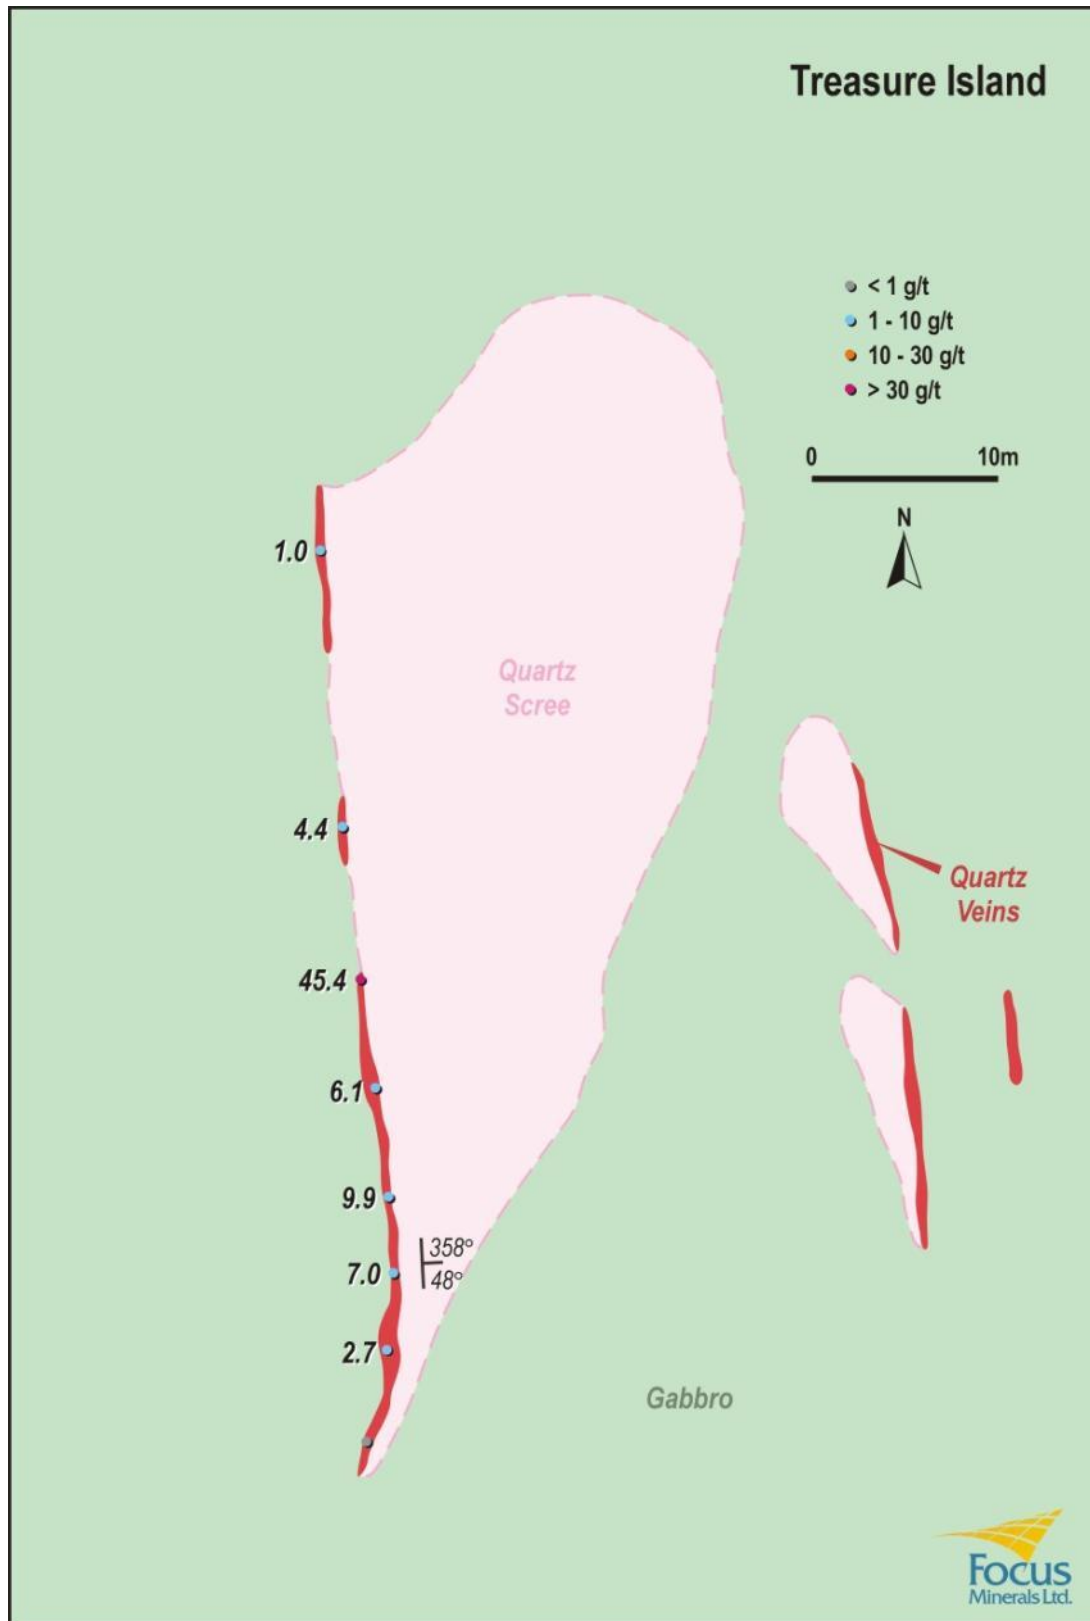 Treasure Island
< 1 g/t
1 - 10 g/t
10 - 30 g/t
> 30 g/t
0 10m
N
1.0
Quartz
Scree
4.4
Quartz
Veins
45.4
6.1
9.9
358°
7.0 48°
2.7
Gabbro
Focus
Minerals Ltd.